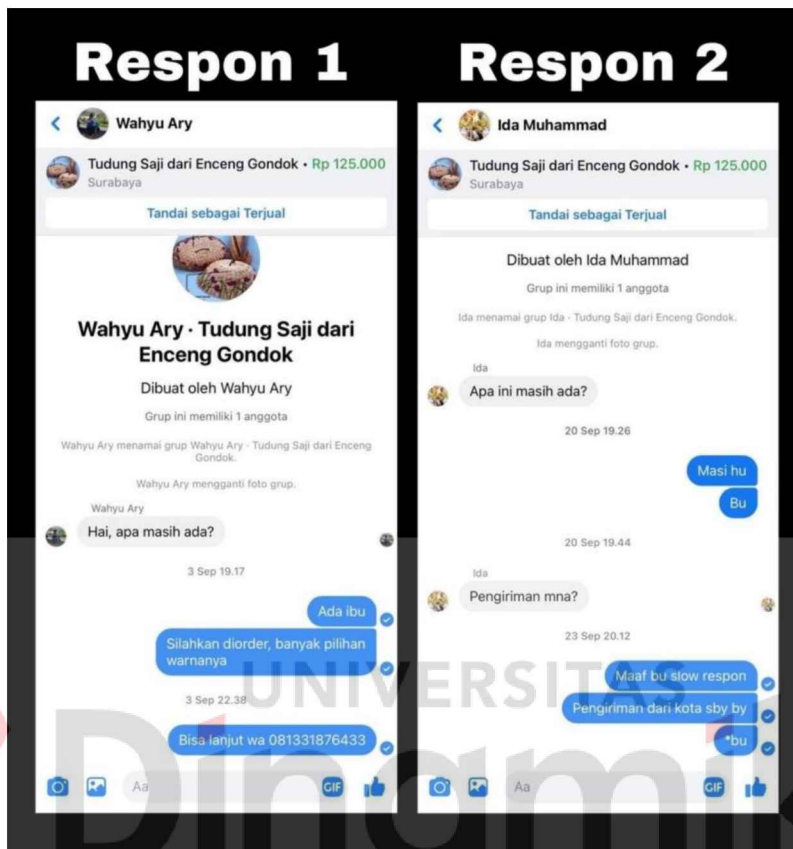 Respon 1
Wahyu Ary
Tudung Saji dari Enceng Gondok • Rp 125.000
Surabaya
Tandai sebagai Terjual
Wahyu Ary · Tudung Saji dari
Enceng Gondok
Dibuat oleh Wahyu Ary
Grup ini memiliki 1 anggota
Wahyu Ary menamai grup Wahyu Ary · Tudung Saji dari Enceng
Gondok.
Wahyu Ary mengganti foto grup.
Wahyu Ary
Hai, apa masih ada?
3 Sep 19.17
Ada ibu
Silahkan diorder, banyak pilihan
warnanya
3 Sep 22.38
Bisa lanjut wa 081331876433
Aa
GIF
Respon 2
Ida Muhammad
Tudung Saji dari Enceng Gondok • Rp 125.000
Surabaya
Tandai sebagai Terjual
Dibuat oleh Ida Muhammad
Grup ini memiliki 1 anggota
Ida menamai grup Ida · Tudung Saji dari Enceng Gondok.
Ida mengganti foto grup.
Ida
Apa ini masih ada?
20 Sep 19.26
Masi hu
Bu
20 Sep 19.44
Ida
Pengiriman mna?
23 Sep 20.12
Maaf bu slow respon
Pengiriman dari kota sby by
*bu
Aa
GIF
UNIVERSITAS
Dinamik